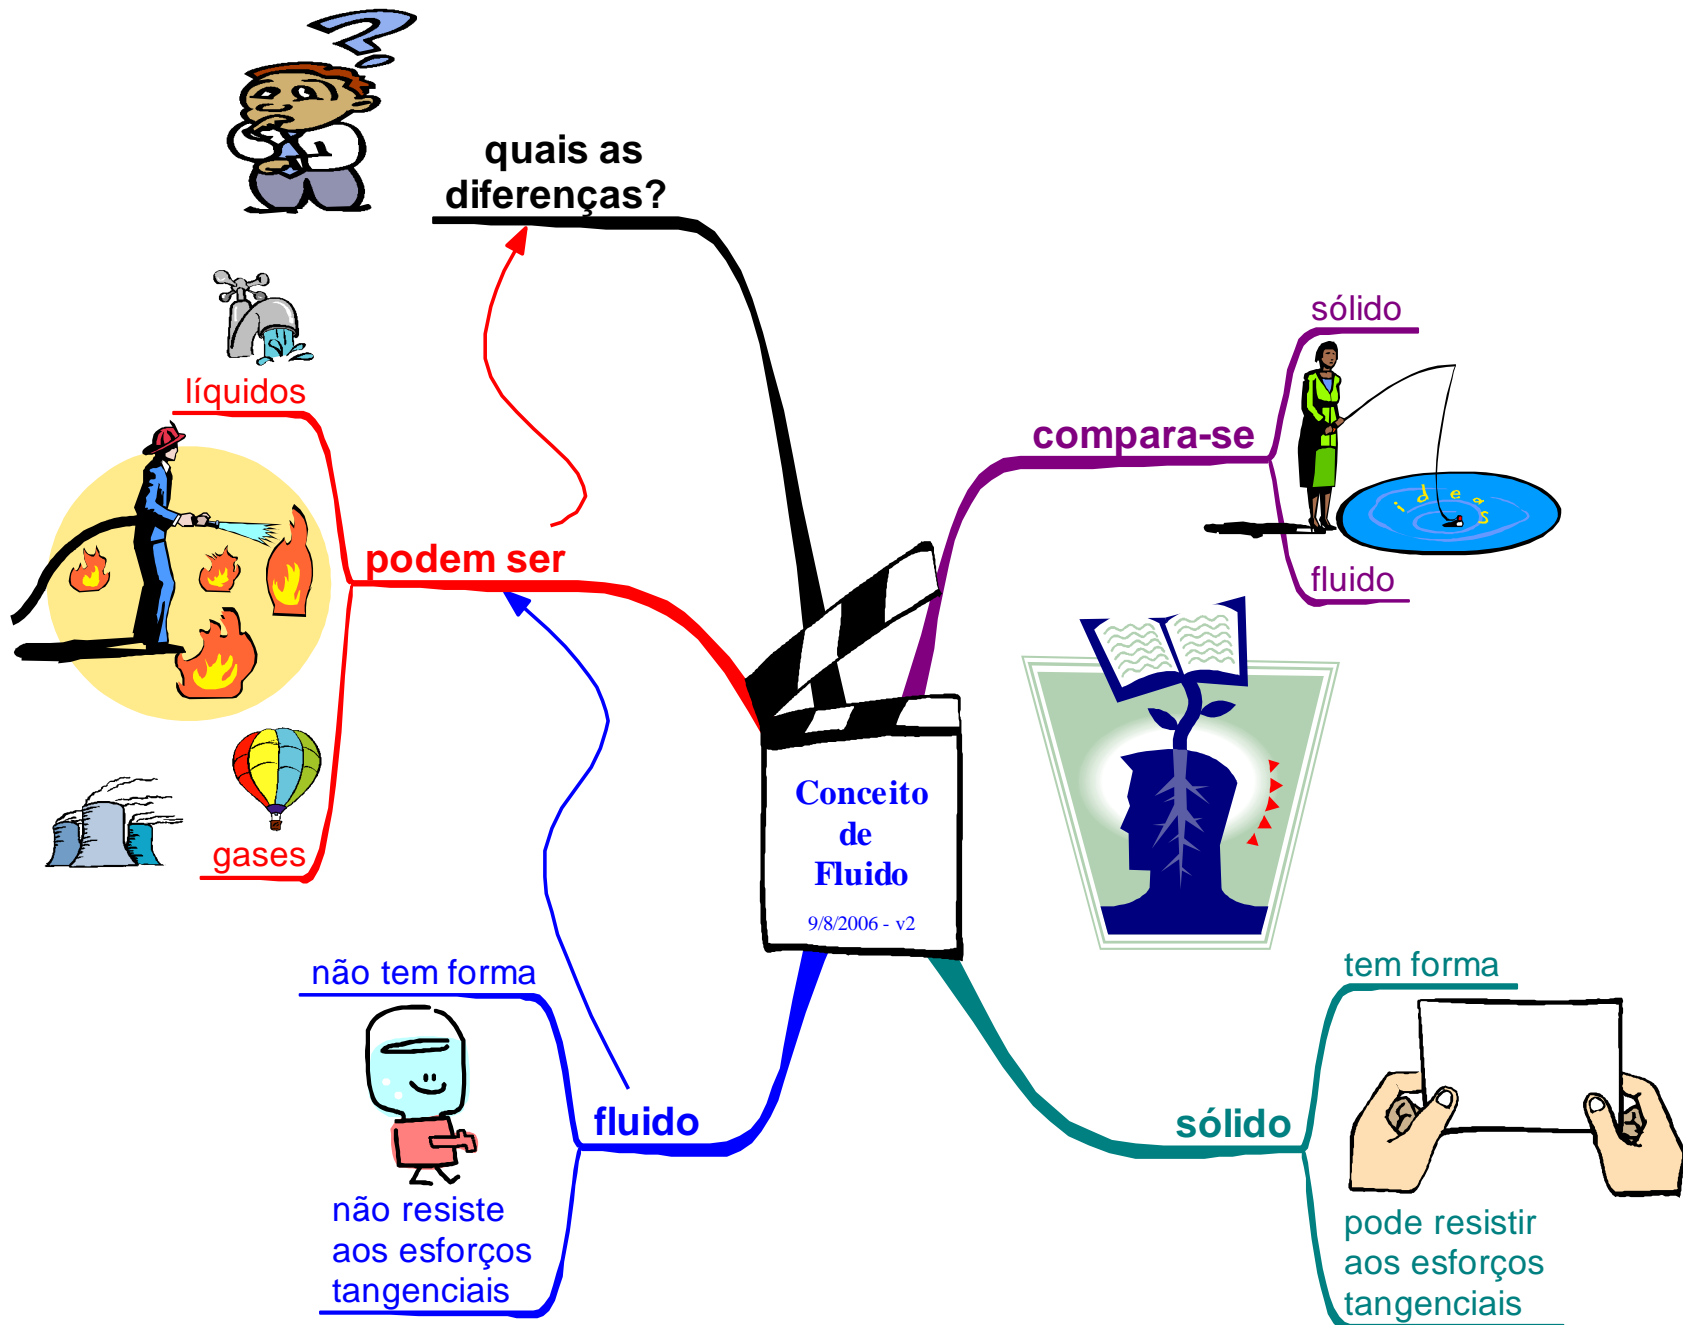 quais as
diferenças?
sólido
compara-se
fluido
ideas
líquidos
podem ser
gases
Conceito
de
Fluido
9/8/2006 - v2
não tem forma
fluido
não resiste
aos esforços
tangenciais
tem forma
sólido
pode resistir
aos esforços
tangenciais